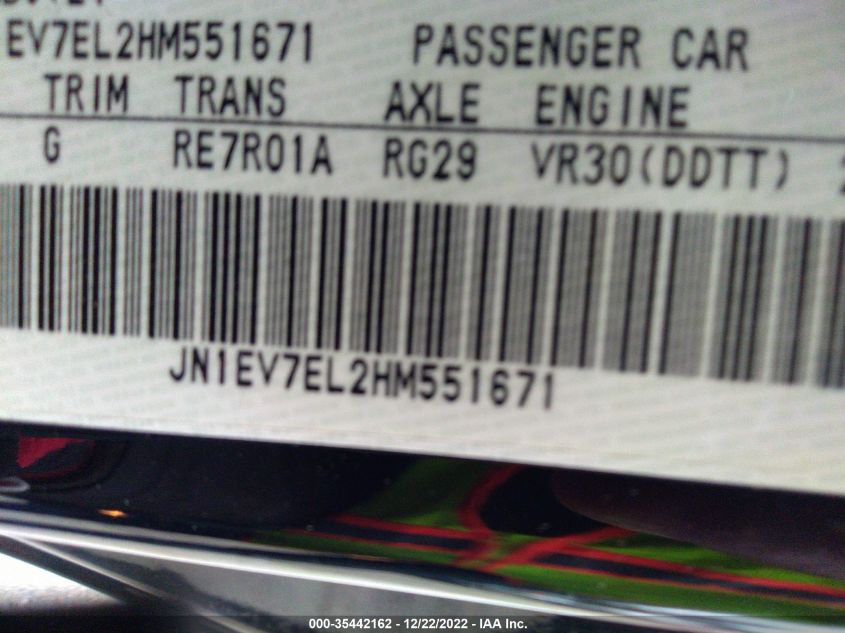 EV7EL2HM551671 PASSENGER CAR
TRIM TRANS AXLE ENGINE
G RE7R01A RG29 VR30(DDTT)
JN1EV7EL2HM551671
000-35442162 - 12/22/2022 - IAA Inc.